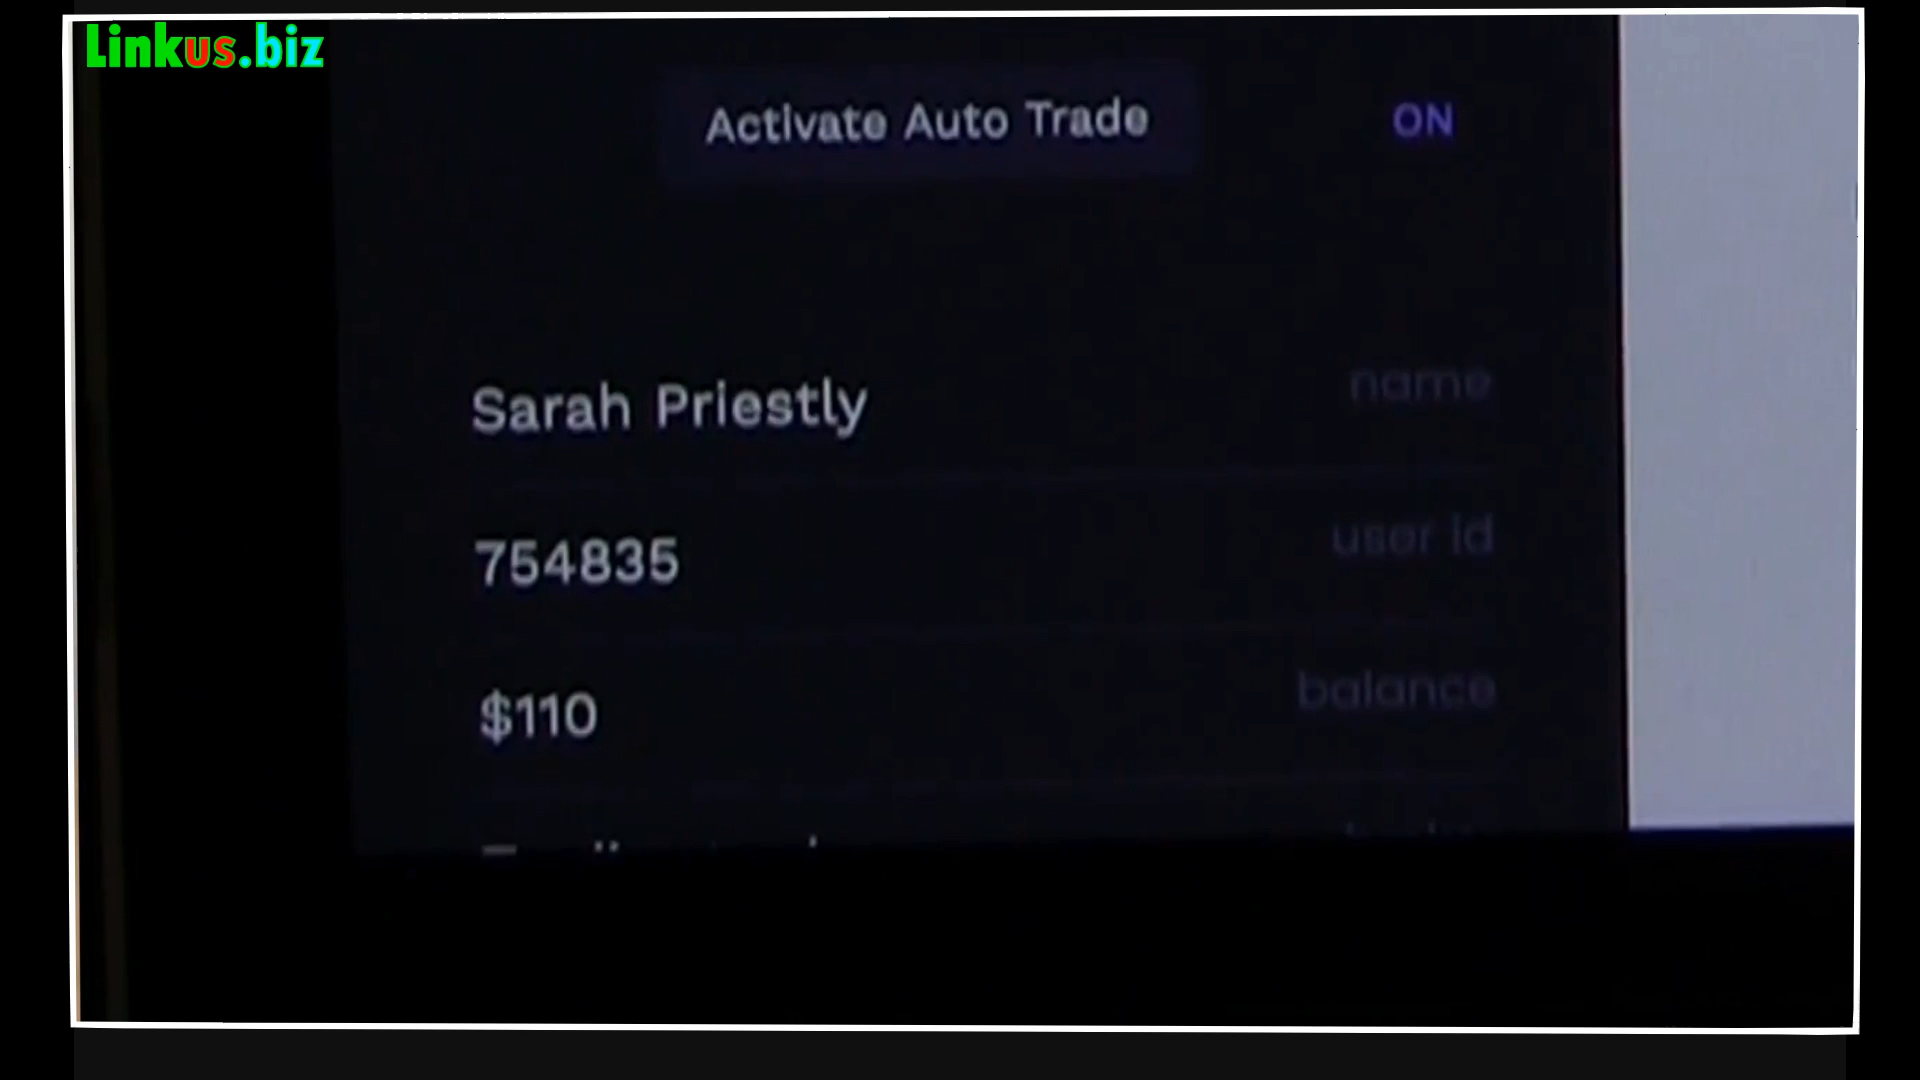 Linkus.biz
Activate Auto Trade ON
Sarah Priestly name
754835 user id
$110 balance